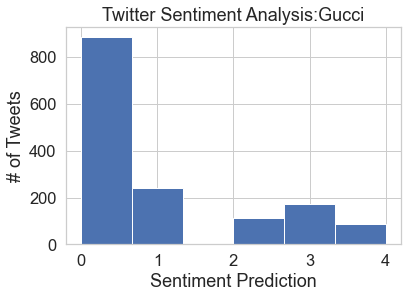 Twitter Sentiment Analysis:Gucci
# of Tweets
800
600
400
200
0
0 1 2 3 4
Sentiment Prediction